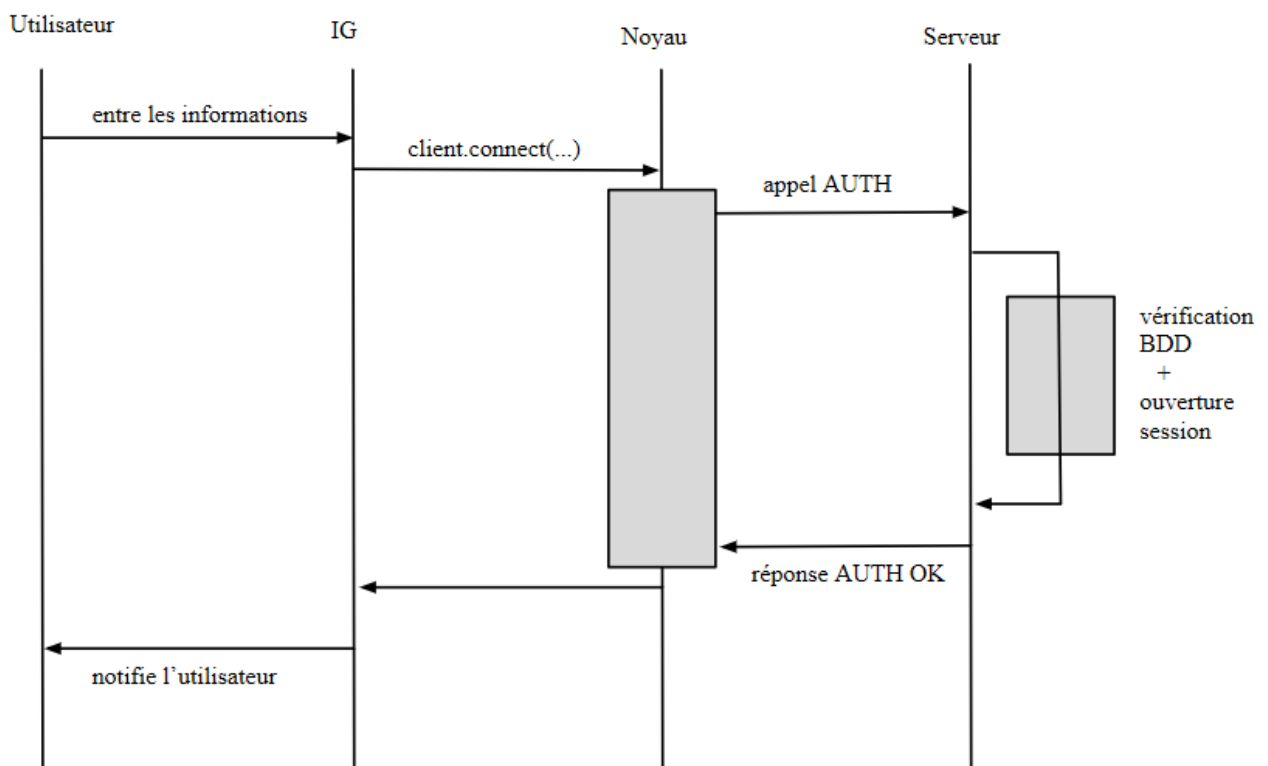 Utilisateur
IG
Noyau
Serveur
entre les informations
client.connect(...)
appel AUTH
vérification
BDD
+
ouverture
session
réponse AUTH OK
notifie l’utilisateur